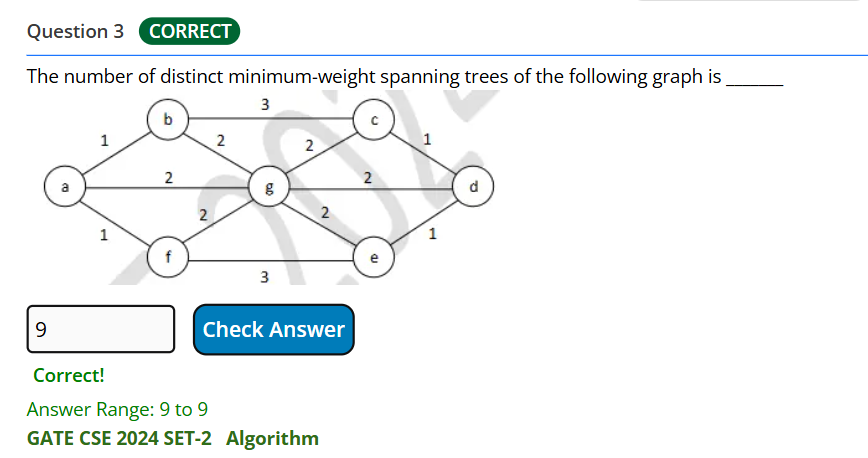 Question 3 CORRECT
The number of distinct minimum-weight spanning trees of the following graph is ______
3
b c
1 2 2 1
2 2
a g d
2 2
1 1
f e
3
9 Check Answer
Correct!
Answer Range: 9 to 9
GATE CSE 2024 SET-2 Algorithm